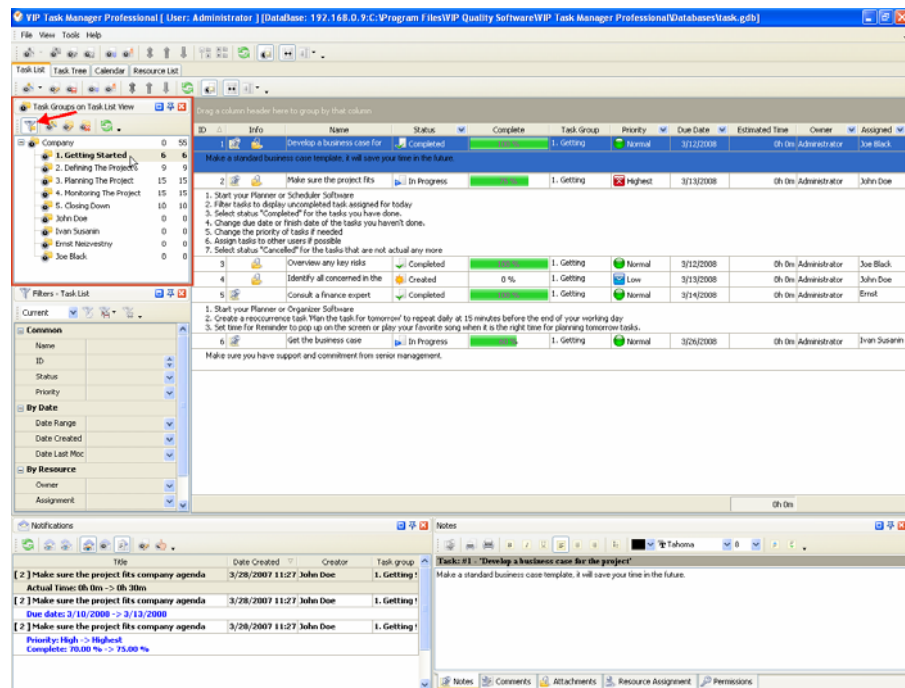 VIP Task Manager Professional [ User: Administrator ] [DataBase: 192.168.0.9:C:\Program Files\VIP Quality Software\VIP Task Manager Professional\Databases\task.gdb]
File View Tools Help
Task List Task Tree Calendar Resource List
Task Groups on Task List View
Company 0 55
1. Getting Started 6 6
2. Defining The Project 9 9
3. Planning The Project 15 15
4. Monitoring The Project 15 15
5. Closing Down 10 10
John Doe 0 0
Ivan Susanin 0 0
Ernst Neizvestny 0 0
Joe Black 0 0
Filters - Task List
Current
Common
Name
ID
Status
Priority
By Date
Date Range
Date Created
Date Last Moc
By Resource
Owner
Assignment
Drag a column header here to group by that column
ID Info Name Status Complete Task Group Priority Due Date Estimated Time Owner Assigned
1 Develop a business case for Completed 100 % 1. Getting Normal 3/12/2008 0h 0m Administrator Joe Black
Make a standard business case template, it will save your time in the future.
2 Make sure the project fits In Progress 75 % 1. Getting Highest 3/13/2008 0h 0m Administrator John Doe
1. Start your Planner or Scheduler Software
2. Filter tasks to display uncompleted task assigned for today
3. Select status "Completed" for the tasks you have done.
4. Change due date or finish date of the tasks you haven't done.
5. Change the priority of tasks if needed
6. Assign tasks to other users if possible
7. Select status "Cancelled" for the tasks that are not actual any more
3 Overview any key risks Completed 100 % 1. Getting Normal 3/12/2008 0h 0m Administrator Joe Black
4 Identify all concerned in the Created 0 % 1. Getting Low 3/13/2008 0h 0m Administrator John Doe
5 Consult a finance expert Completed 100 % 1. Getting Normal 3/14/2008 0h 0m Administrator Ernst
1. Start your Planner or Organizer Software
2. Create a reoccurrence task 'Plan the task for tomorrow' to repeat daily at 15 minutes before the end of your working day
3. Set time for Reminder to pop up on the screen or play your favorite song when it is the right time for planning tomorrow tasks.
6 Get the business case In Progress 1. Getting Normal 3/26/2008 0h 0m Administrator Ivan Susanin
Make sure you have support and commitment from senior management.
0h 0m
Notifications
Title Date Created Creator Task group
[ 2 ] Make sure the project fits company agenda 3/28/2007 11:27 John Doe 1. Getting
Actual Time: 0h 0m -> 0h 30m
[ 2 ] Make sure the project fits company agenda 3/28/2007 11:27 John Doe 1. Getting
Due date: 3/10/2008 -> 3/13/2008
[ 2 ] Make sure the project fits company agenda 3/28/2007 11:27 John Doe 1. Getting
Priority: High -> Highest
Complete: 70.00 % -> 75.00 %
Notes
Tahoma 8
Task: #1 - 'Develop a business case for the project'
Make a standard business case template, it will save your time in the future.
Notes Comments Attachments Resource Assignment Permissions